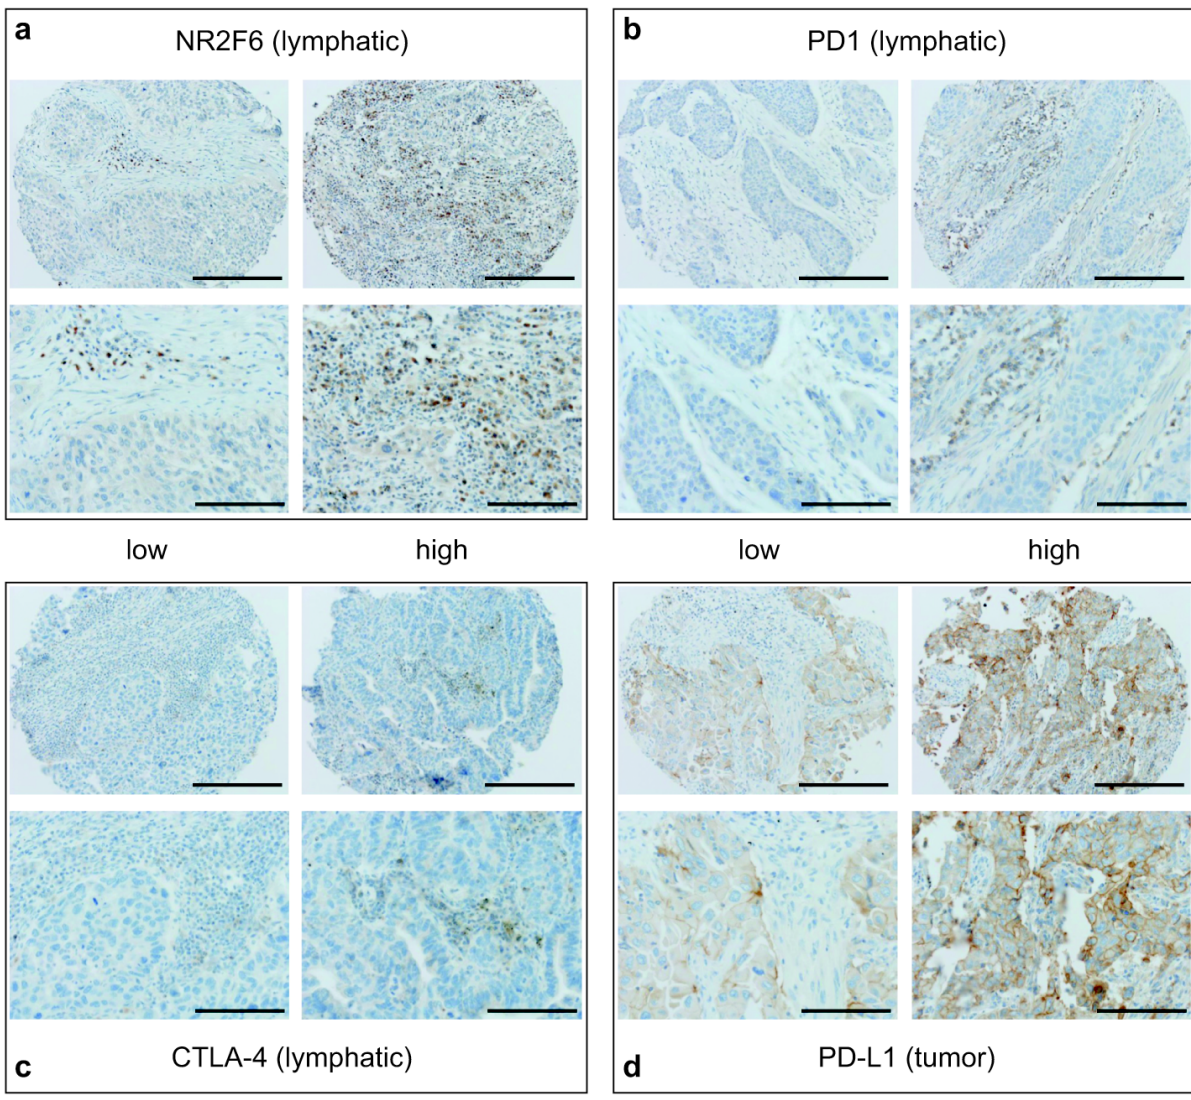 a
NR2F6 (lymphatic)
b
PD1 (lymphatic)
low
high
low
high
c
CTLA-4 (lymphatic)
d
PD-L1 (tumor)